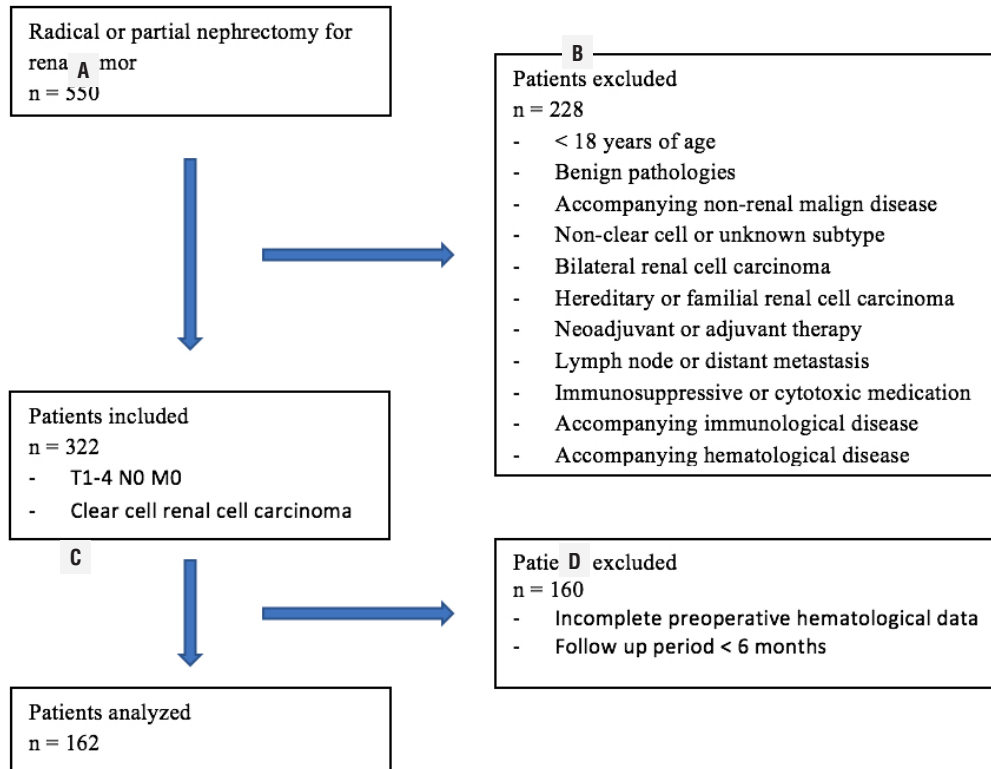 Radical or partial nephrectomy for
A
n = 550
B
Patients excluded
n = 228
- < 18 years of age
- Benign pathologies
- Accompanying non-renal malign disease
- Non-clear cell or unknown subtype
- Bilateral renal cell carcinoma
- Hereditary or familial renal cell carcinoma
- Neoadjuvant or adjuvant therapy
- Lymph node or distant metastasis
- Immunosuppressive or cytotoxic medication
- Accompanying immunological disease
- Accompanying hematological disease
Patients included
n = 322
- T1-4 N0 M0
- Clear cell renal cell carcinoma
C
D excluded
n = 160
- Incomplete preoperative hematological data
- Follow up period < 6 months
Patients analyzed
n = 162